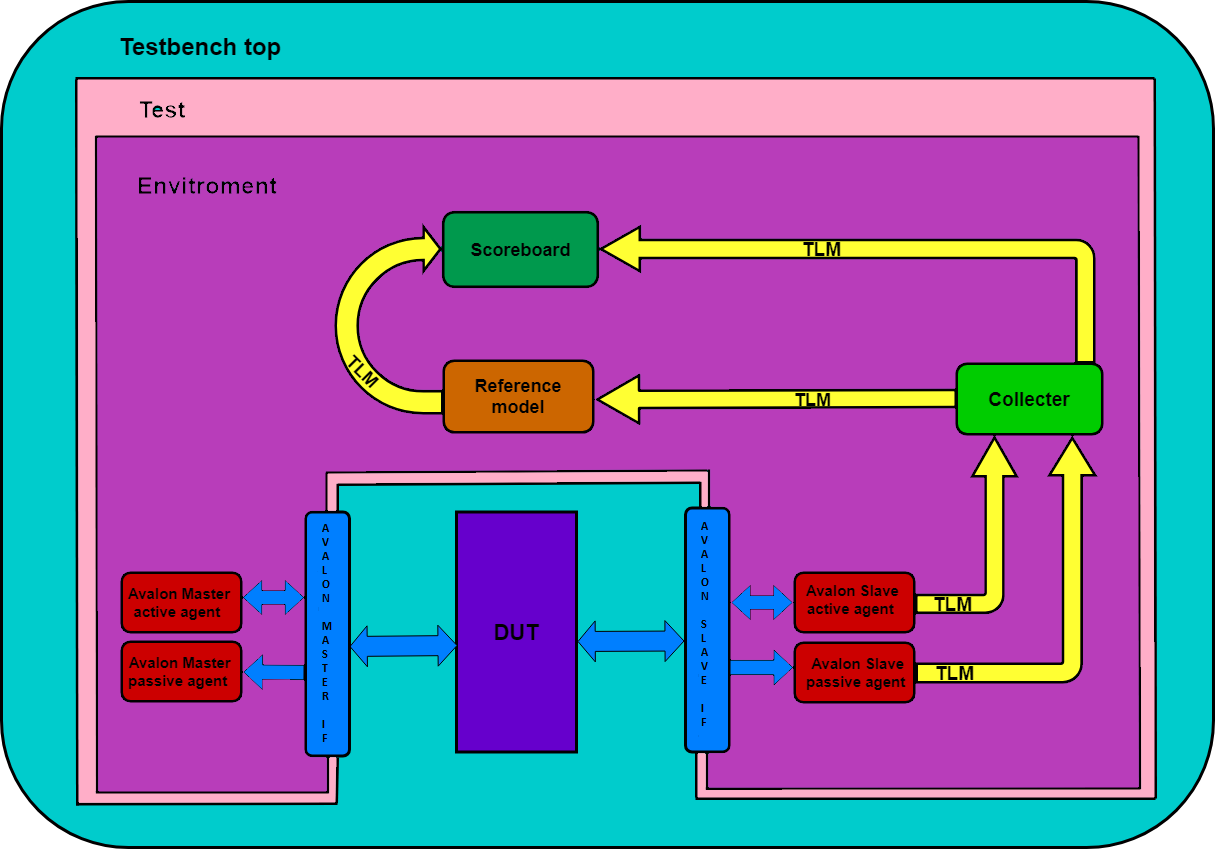 Testbench top
Test
Envitroment
Scoreboard
TLM
TLM
Reference
model
TLM
Collecter
AVALON MASTER IF
AVALON SLAVE IF
DUT
Avalon Master
active agent
Avalon Master
passive agent
Avalon Slave
active agent
TLM
Avalon Slave
passive agent
TLM